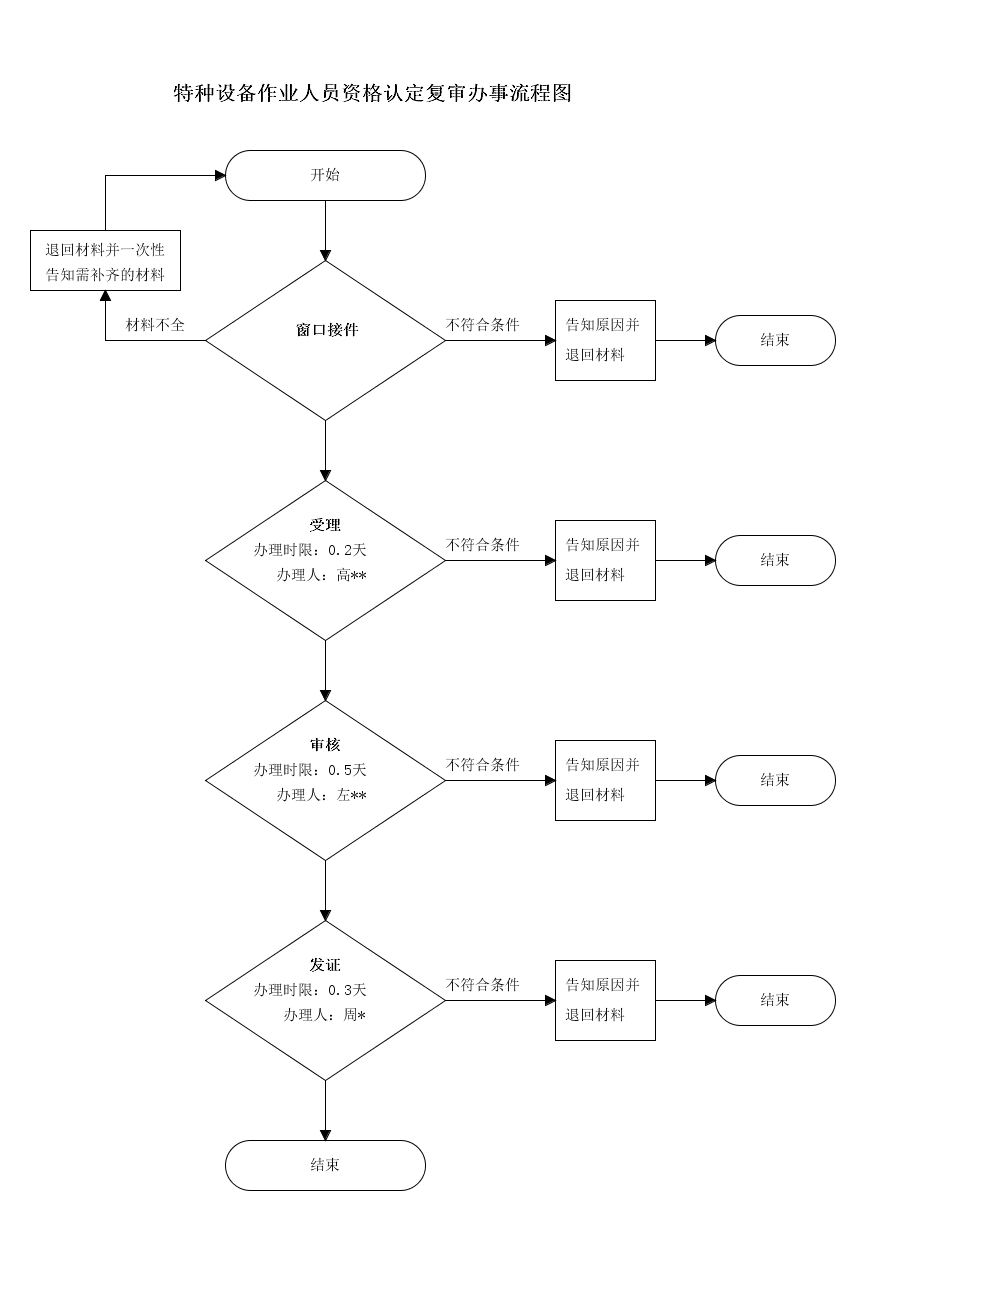 特种设备作业人员资格认定复审办事流程图
开始
退回材料并一次性
告知需补齐的材料
材料不全
窗口接件
不符合条件
告知原因并
退回材料
结束
受理
办理时限：0.2天
办理人：高**
不符合条件
告知原因并
退回材料
结束
审核
办理时限：0.5天
办理人：左**
不符合条件
告知原因并
退回材料
结束
发证
办理时限：0.3天
办理人：周*
不符合条件
告知原因并
退回材料
结束
结束